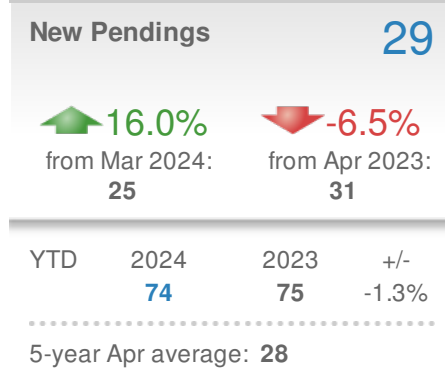 New Pendings 29
16.0% -6.5%
from Mar 2024: from Apr 2023:
25 31
YTD 2024 2023 +/-
74 75 -1.3%
5-year Apr average: 28